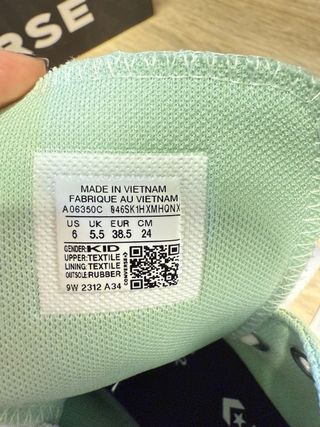 RSE
MADE IN VIETNAM
FABRIQUE AU VIETNAM
A06350C 046SK1HXMHQNX
US UK EUR CM
6 5.5 38.5 24
GENDER:KID
UPPER:TEXTILE
LINING:TEXTILE
OUTSOLE:RUBBER
9W 2312 A34